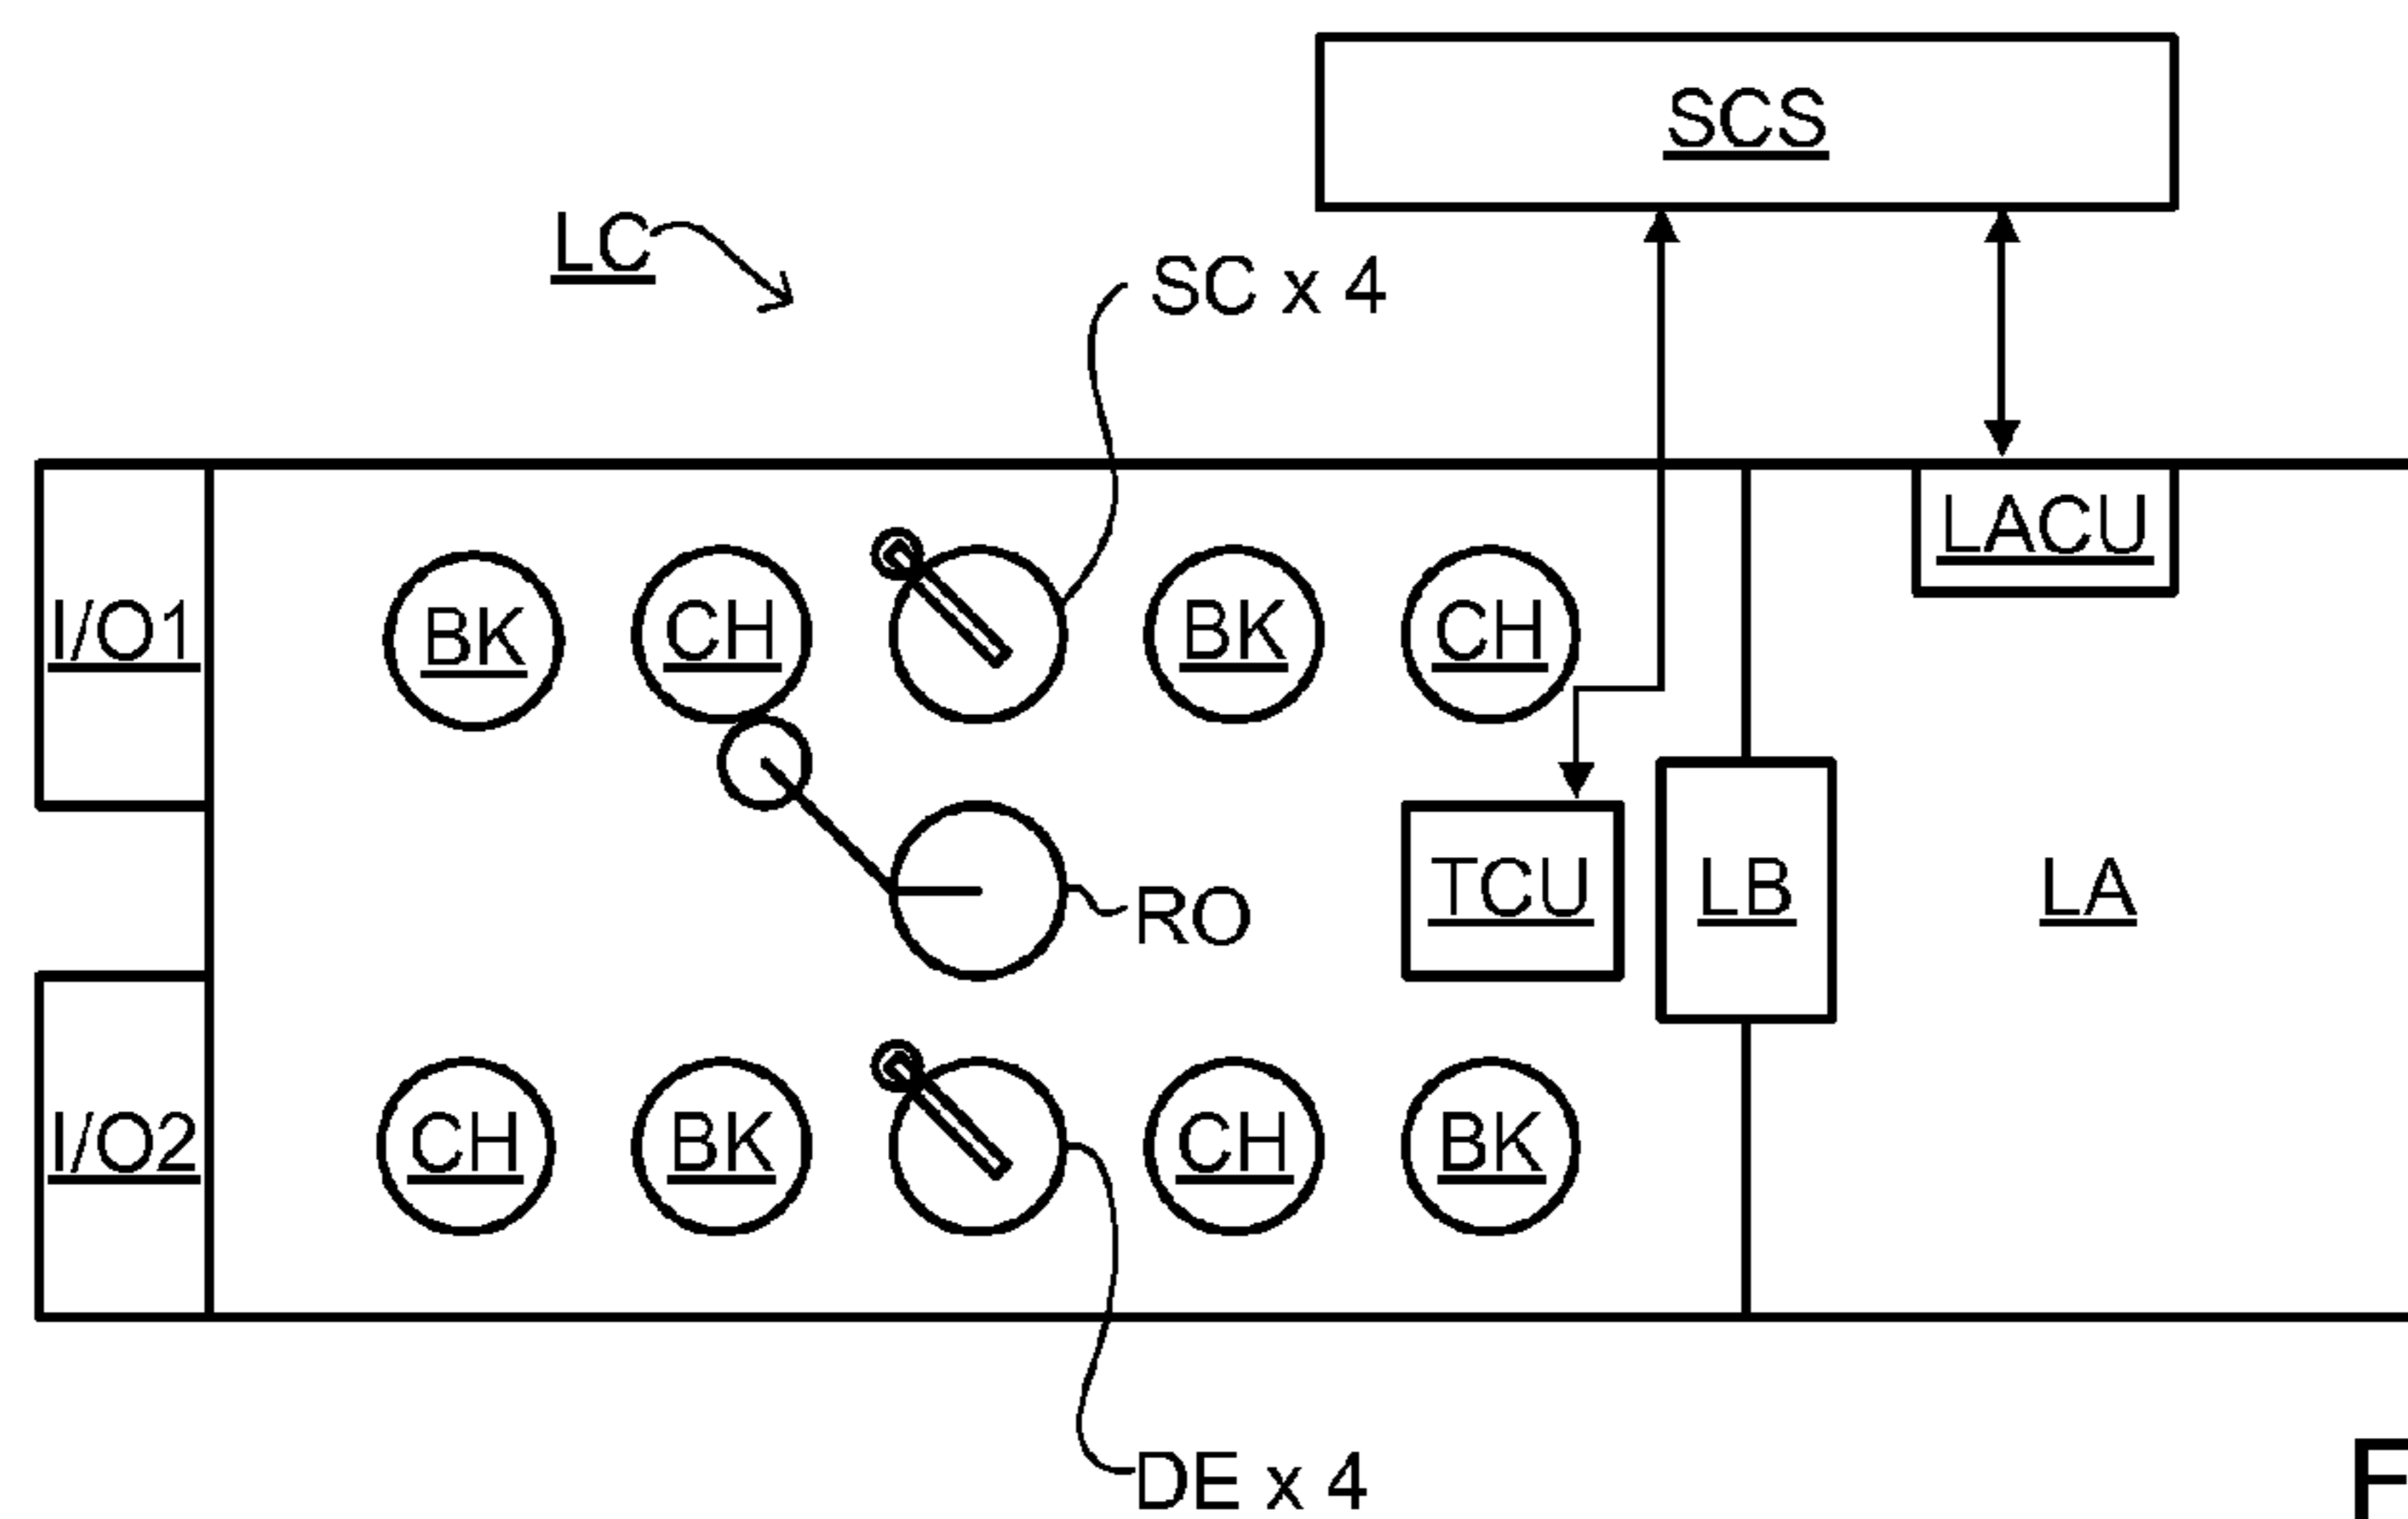 SCS
LC
SC x 4
LACU
I/O1
BK
CH
BK
CH
RO
TCU
LB
LA
I/O2
CH
BK
CH
BK
DE x 4
F